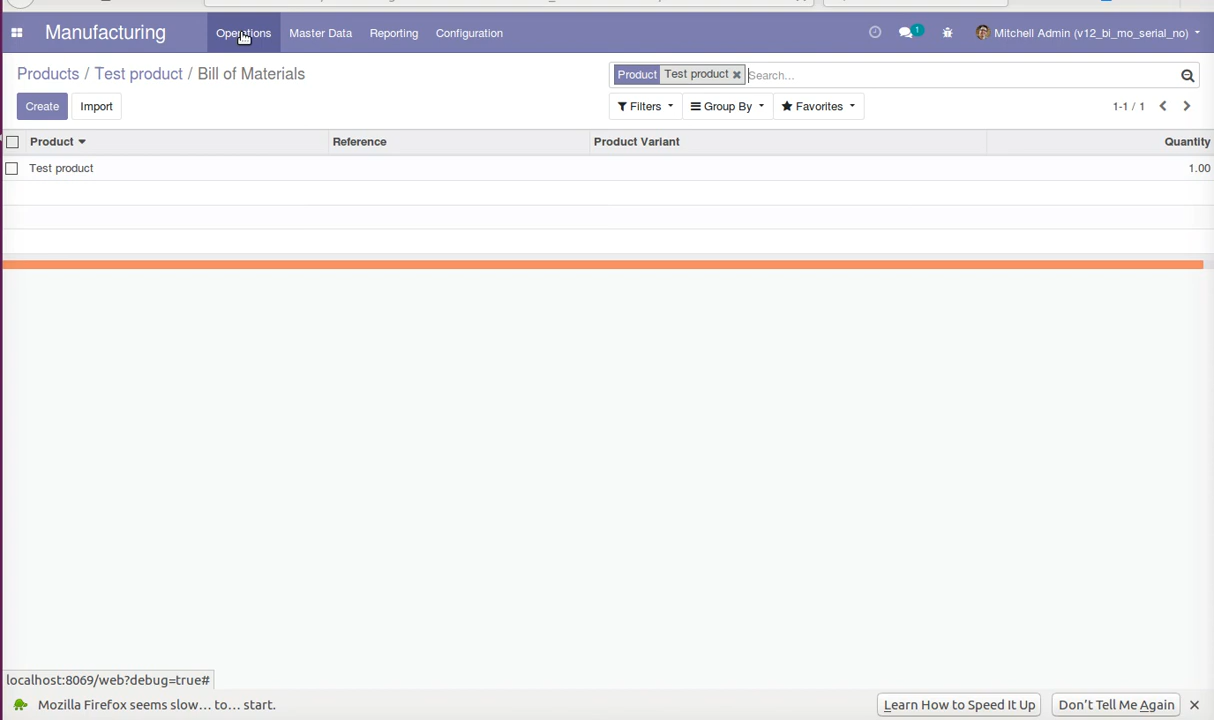 Manufacturing Operations Master Data Reporting Configuration 1 Mitchell Admin (v12_bi_mo_serial_no)
Products / Test product / Bill of Materials Product Test product Search...
Create Import Filters Group By Favorites 1-1 / 1
Product Reference Product Variant Quantity
Test product 1.00
localhost:8069/web?debug=true#
Mozilla Firefox seems slow… to… start. Learn How to Speed It Up Don't Tell Me Again